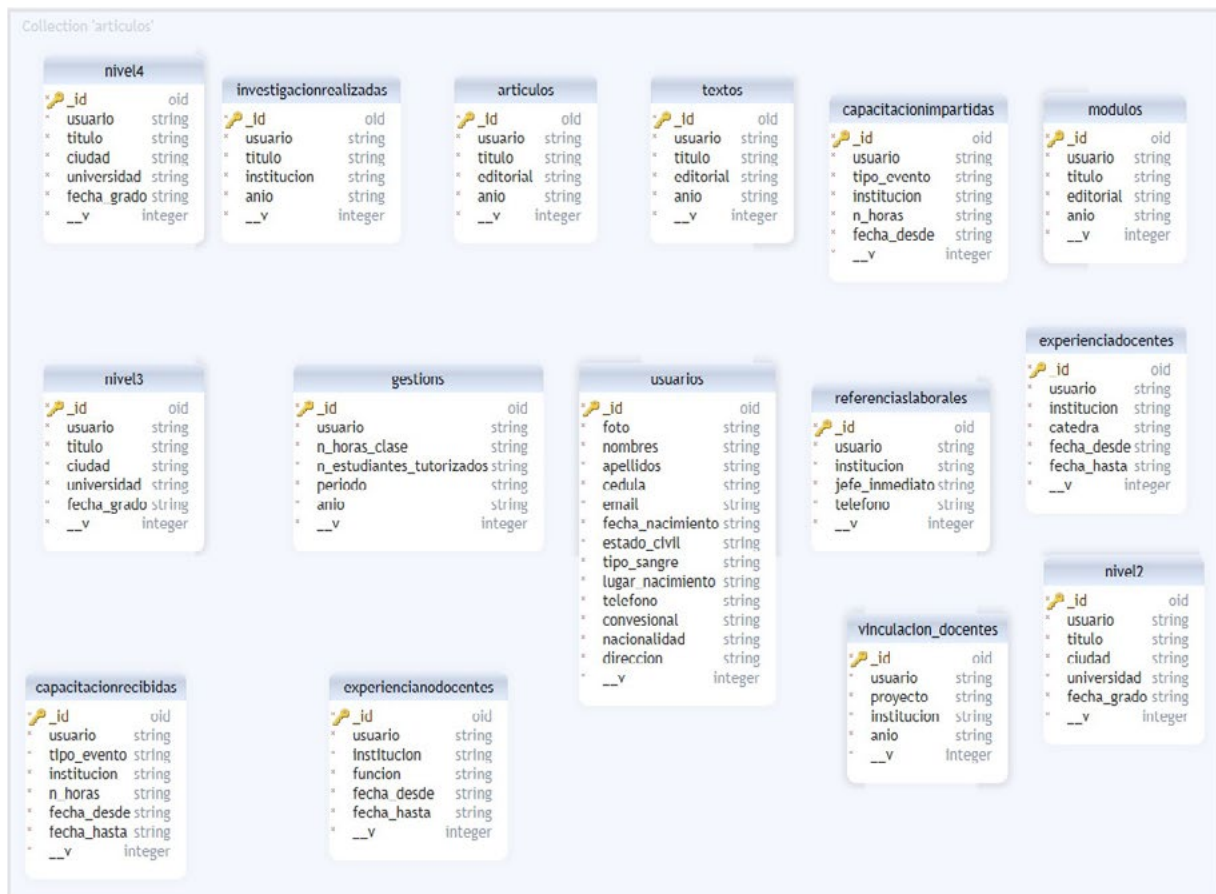 Collection 'articulos'
nivel4
_id oid
usuario string
titulo string
ciudad string
universidad string
fecha_grado string
__v integer
investigacionrealizadas
_id oid
usuario string
titulo string
institucion string
anio string
__v integer
articulos
_id oid
usuario string
titulo string
editorial string
anio string
__v integer
textos
_id oid
usuario string
titulo string
editorial string
anio string
__v integer
capacitacionimpartidas
_id oid
usuario string
tipo_evento string
institucion string
n_horas string
fecha_desde string
__v integer
modulos
_id oid
usuario string
titulo string
editorial string
anio string
__v integer
nivel3
_id oid
usuario string
titulo string
ciudad string
universidad string
fecha_grado string
__v integer
gestions
_id oid
usuario string
n_horas_clase string
n_estudiantes_tutorizados string
periodo string
anio string
__v integer
usuarios
_id oid
foto string
nombres string
apellidos string
cedula string
email string
fecha_nacimiento string
estado_civil string
tipo_sangre string
lugar_nacimiento string
telefono string
convesional string
nacionalidad string
direccion string
__v integer
referenciaslaborales
_id oid
usuario string
institucion string
jefe_inmediato string
telefono string
__v integer
experienciadocentes
_id oid
usuario string
institucion string
catedra string
fecha_desde string
fecha_hasta string
__v integer
capacitacionrecibidas
_id oid
usuario string
tipo_evento string
institucion string
n_horas string
fecha_desde string
fecha_hasta string
__v integer
experiencianodocentes
_id oid
usuario string
institucion string
funcion string
fecha_desde string
fecha_hasta string
__v integer
vinculacion_docentes
_id oid
usuario string
proyecto string
institucion string
anio string
__v integer
nivel2
_id oid
usuario string
titulo string
ciudad string
universidad string
fecha_grado string
__v integer